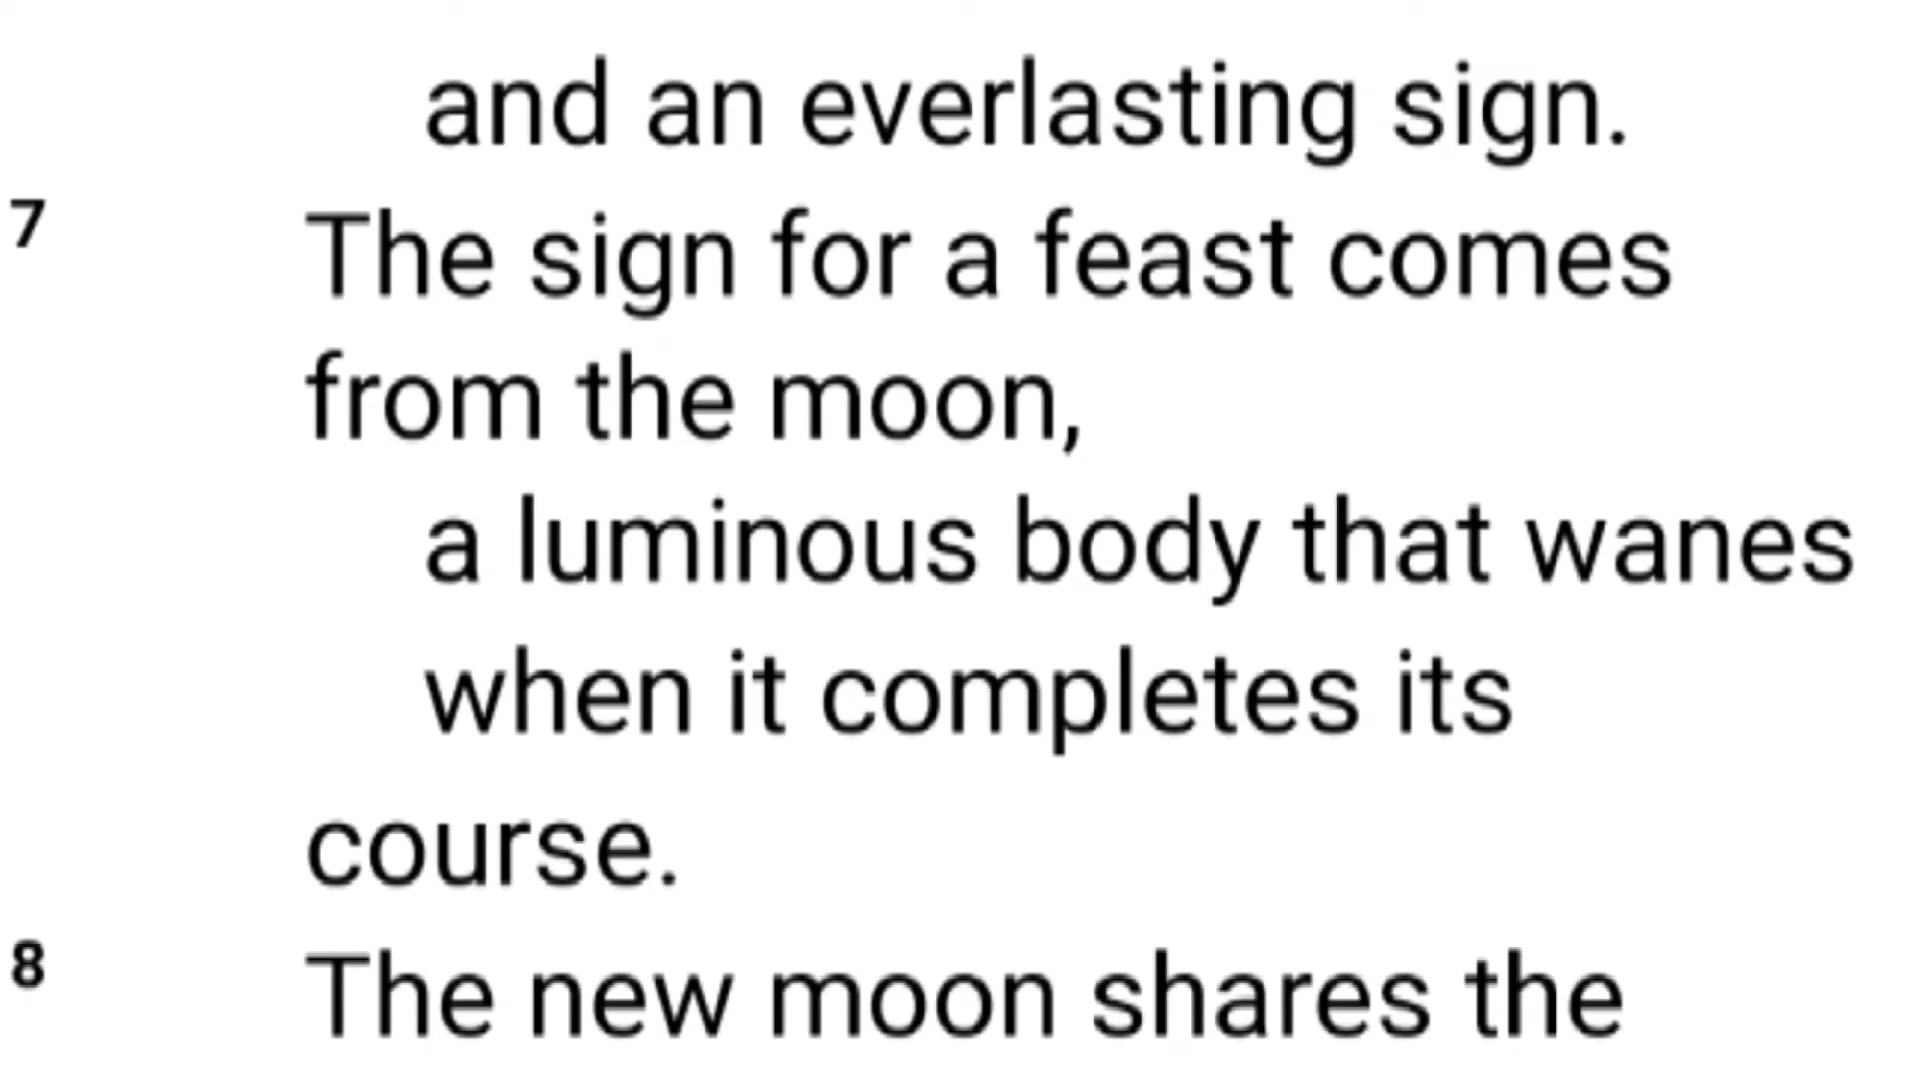 and an everlasting sign.
7 The sign for a feast comes
from the moon,
a luminous body that wanes
when it completes its
course.
8 The new moon shares the